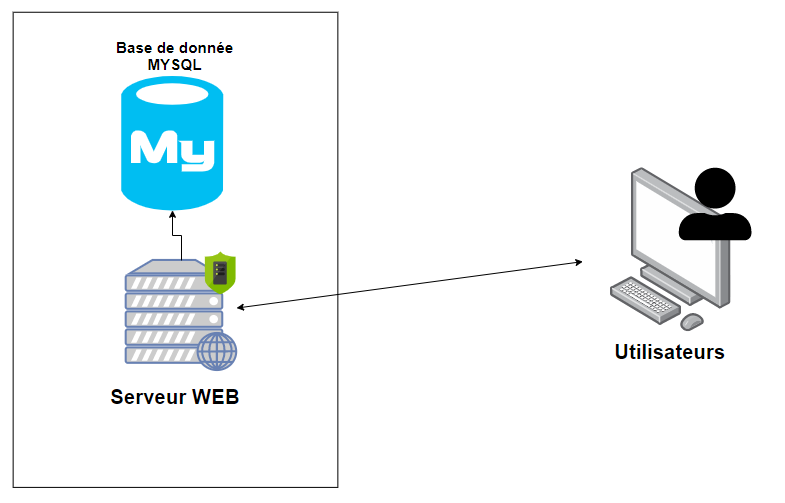 Base de donnée
MYSQL
My
Serveur WEB
Utilisateurs